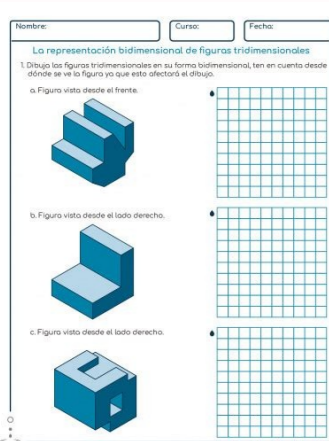 Nombre:
Curso:
Fecha:
La representación bidimensional de figuras tridimensionales
1. Dibuja las figuras tridimensionales en su forma bidimensional, ten en cuenta desde
dónde se ve la figura ya que esto afectará el dibujo.
a. Figura vista desde el frente.
b. Figura vista desde el lado derecho.
c. Figura vista desde el lado derecho.